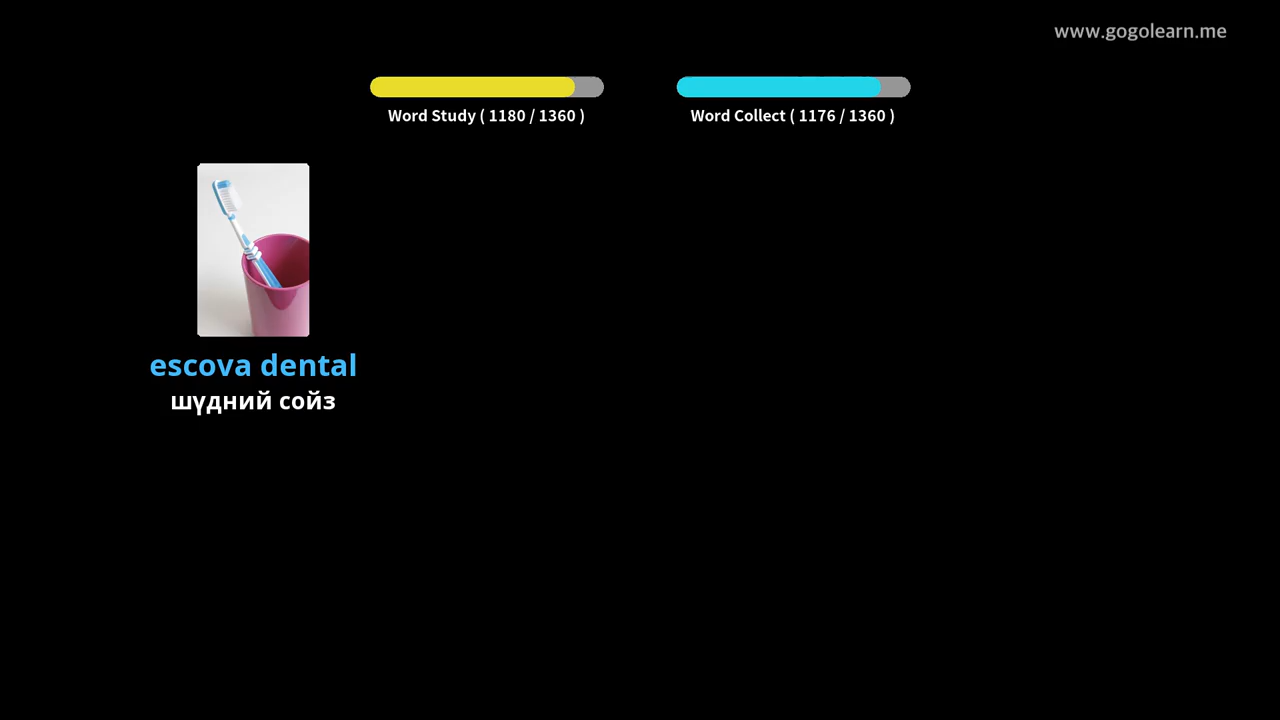 www.gogolearn.me
Word Study ( 1180 / 1360 )
Word Collect ( 1176 / 1360 )
escova dental
шүдний сойз